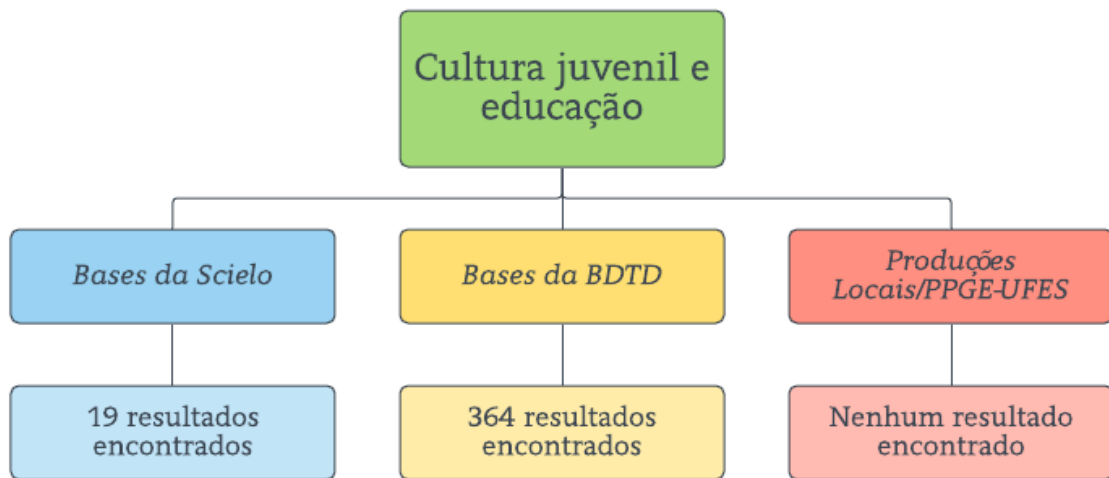 Cultura juvenil e
educação
Bases da Scielo
Bases da BDTD
Produções
Locais/PPGE-UFES
19 resultados
encontrados
364 resultados
encontrados
Nenhum resultado
encontrado